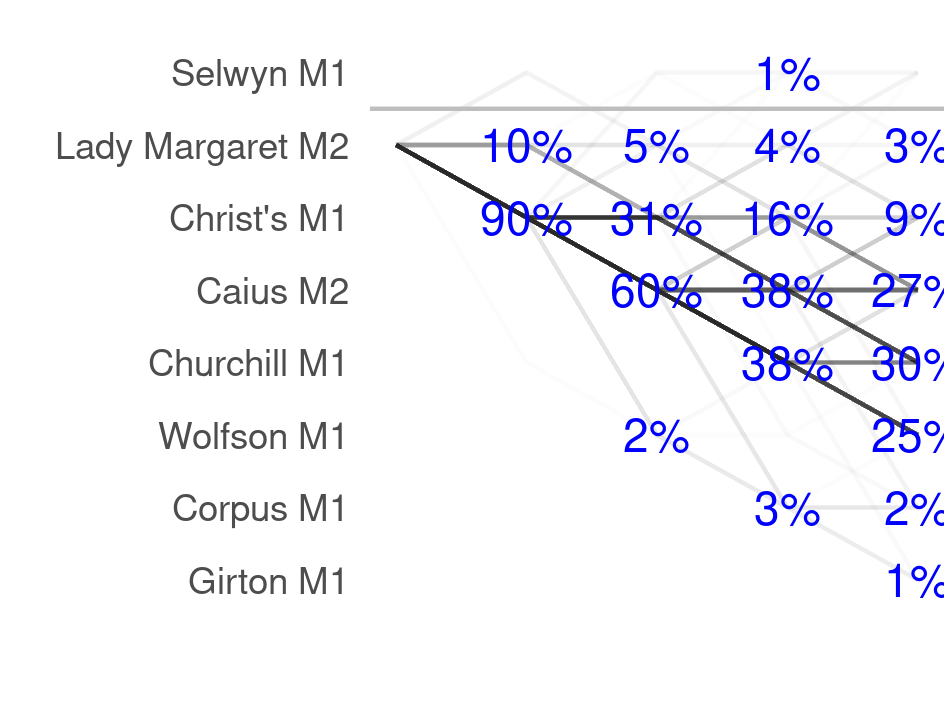 Selwyn M1 1%
Lady Margaret M2 10% 5% 4% 3%
Christ's M1 90% 31% 16% 9%
Caius M2 60% 38% 27%
Churchill M1 38% 30%
Wolfson M1 2% 25%
Corpus M1 3% 2%
Girton M1 1%